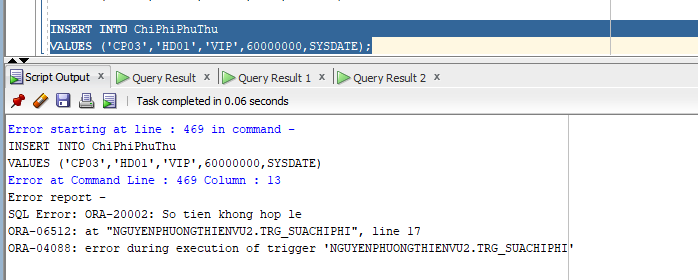 INSERT INTO ChiPhiPhuThu
VALUES ('CP03','HD01','VIP',60000000,SYSDATE);
Script Output x Query Result x Query Result 1 x Query Result 2 x
Task completed in 0.06 seconds
Error starting at line : 469 in command -
INSERT INTO ChiPhiPhuThu
VALUES ('CP03','HD01','VIP',60000000,SYSDATE)
Error at Command Line : 469 Column : 13
Error report -
SQL Error: ORA-20002: So tien khong hop le
ORA-06512: at "NGUYENPHUONGTHIENVU2.TRG_SUACHIPHI", line 17
ORA-04088: error during execution of trigger 'NGUYENPHUONGTHIENVU2.TRG_SUACHIPHI'